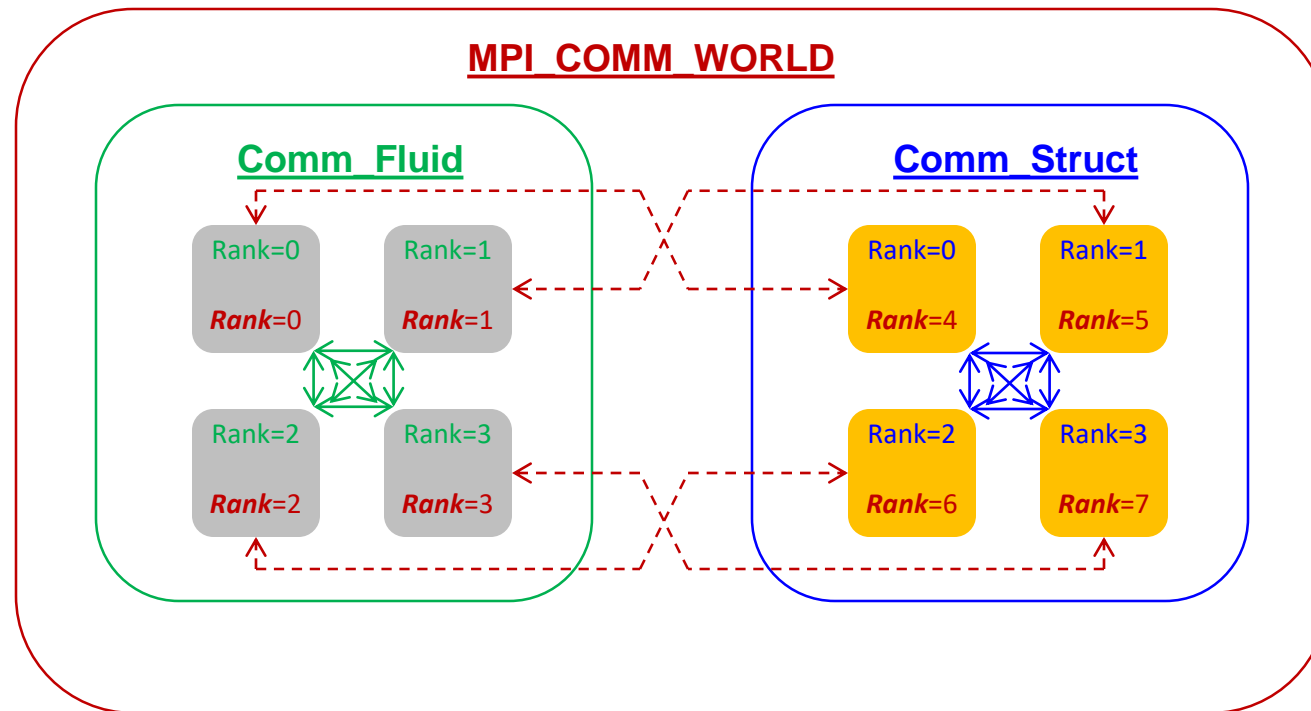 MPI_COMM_WORLD
Comm_Fluid
Comm_Struct
Rank=0
Rank=1
Rank=0
Rank=1
Rank=0
Rank=1
Rank=4
Rank=5
Rank=2
Rank=3
Rank=2
Rank=3
Rank=2
Rank=3
Rank=6
Rank=7